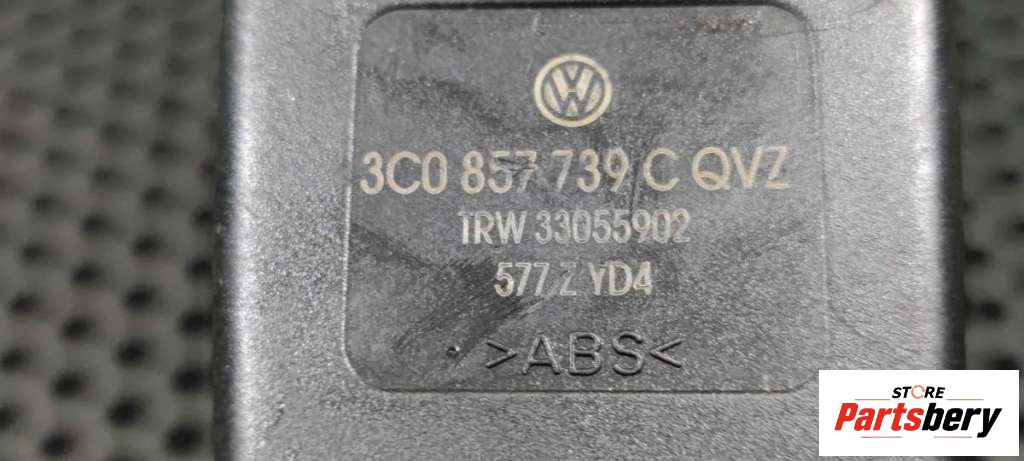 3C0 857 739 C QVZ
TRW 33055902
577 Z YD4
>ABS<
STORE
Partsbery